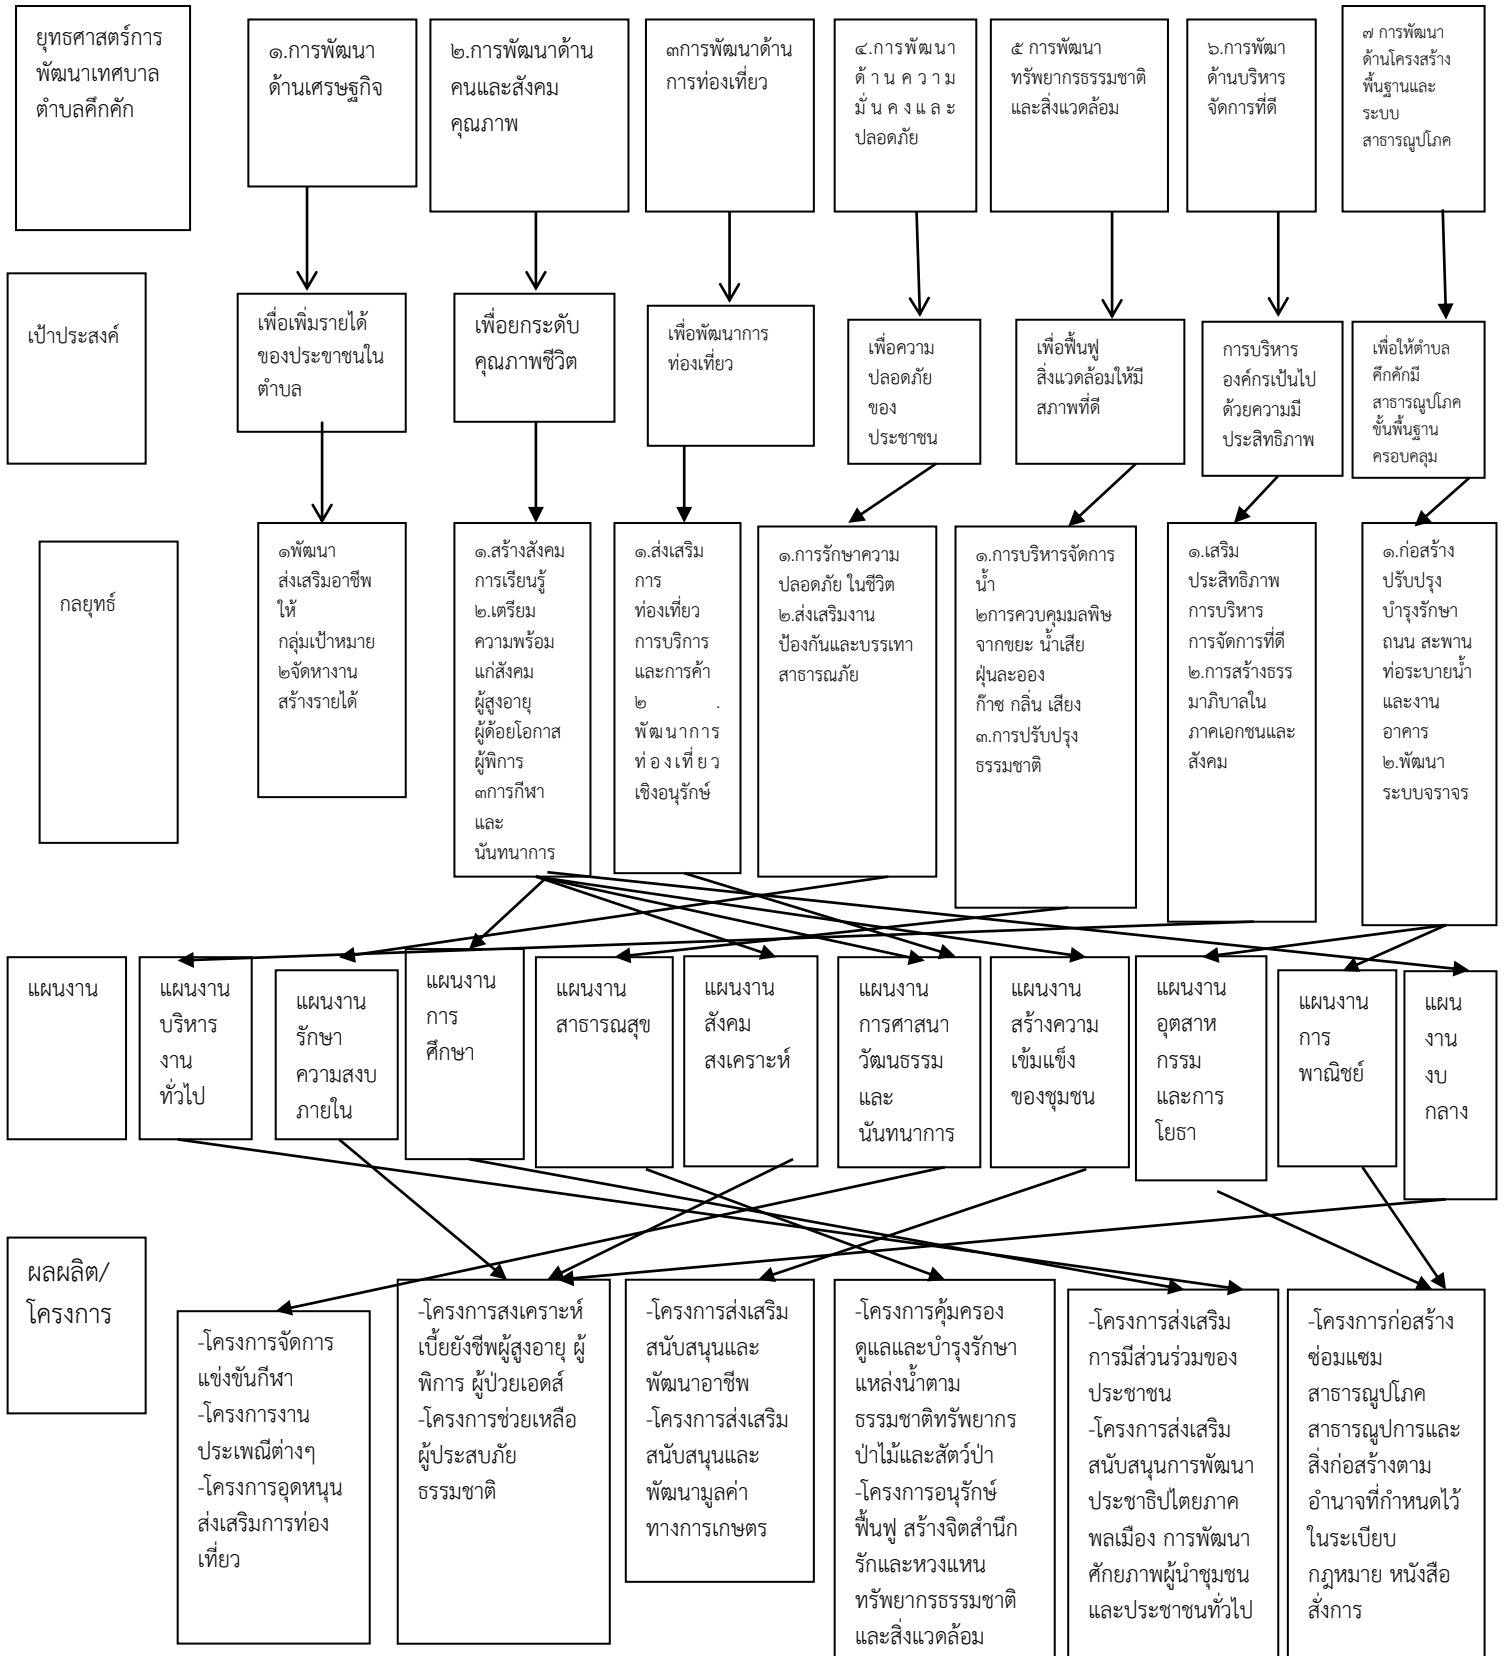 ยุทธศาสตร์การ
พัฒนาเทศบาล
ตำบลคึกคัก
๑.การพัฒนา
ด้านเศรษฐกิจ
๒.การพัฒนาด้าน
คนและสังคม
คุณภาพ
๓การพัฒนาด้าน
การท่องเที่ยว
๔.การพัฒนา
ด้านความ
มั่นคงและ
ปลอดภัย
๕ การพัฒนา
ทรัพยากรธรรมชาติ
และสิ่งแวดล้อม
๖.การพัฒา
ด้านบริหาร
จัดการที่ดี
๗ การพัฒนา
ด้านโครงสร้าง
พื้นฐานและ
ระบบ
สาธารณูปโภค
เป้าประสงค์
เพื่อเพิ่มรายได้
ของประขาชนใน
ตำบล
เพื่อยกระดับ
คุณภาพชีวิต
เพื่อพัฒนาการ
ท่องเที่ยว
เพื่อความ
ปลอดภัย
ของ
ประชาชน
เพื่อฟื้นฟู
สิ่งแวดล้อมให้มี
สภาพที่ดี
การบริหาร
องค์กรเป้นไป
ด้วยความมี
ประสิทธิภาพ
เพื่อให้ตำบล
คึกคักมี
สาธารณูปโภค
ขั้นพื้นฐาน
ครอบคลุม
กลยุทธ์
๑พัฒนา
ส่งเสริมอาชีพ
ให้
กลุ่มเป้าหมาย
๒จัดหางาน
สร้างรายได้
๑.สร้างสังคม
การเรียนรู้
๒.เตรียม
ความพร้อม
แก่สังคม
ผู้สูงอายุ
ผู้ด้อยโอกาส
ผู้พิการ
๓การกีฬา
และ
นันทนาการ
๑.ส่งเสริม
การ
ท่องเที่ยว
การบริการ
และการค้า
๒ .
พัฒนาการ
ท่องเที่ยว
เชิงอนุรักษ์
๑.การรักษาความ
ปลอดภัย ในชีวิต
๒.ส่งเสริมงาน
ป้องกันและบรรเทา
สาธารณภัย
๑.การบริหารจัดการ
น้ำ
๒การควบคุมมลพิษ
จากขยะ น้ำเสีย
ฝุ่นละออง
ก๊าซ กลิ่น เสียง
๓.การปรับปรุง
ธรรมชาติ
๑.เสริม
ประสิทธิภาพ
การบริหาร
การจัดการที่ดี
๒.การสร้างธรร
มาภิบาลใน
ภาคเอกชนและ
สังคม
๑.ก่อสร้าง
ปรับปรุง
บำรุงรักษา
ถนน สะพาน
ท่อระบายน้ำ
และงาน
อาคาร
๒.พัฒนา
ระบบจราจร
แผนงาน
แผนงาน
บริหาร
งาน
ทั่วไป
แผนงาน
รักษา
ความสงบ
ภายใน
แผนงาน
การ
ศึกษา
แผนงาน
สาธารณสุข
แผนงาน
สังคม
สงเคราะห์
แผนงาน
การศาสนา
วัฒนธรรม
และ
นันทนาการ
แผนงาน
สร้างความ
เข้มแข็ง
ของชุมชน
แผนงาน
อุตสาห
กรรม
และการ
โยธา
แผนงาน
การ
พาณิชย์
แผน
งาน
งบ
กลาง
ผลผลิต/
โครงการ
-โครงการจัดการ
แข่งขันกีฬา
-โครงการงาน
ประเพณีต่างๆ
-โครงการอุดหนุน
ส่งเสริมการท่อง
เที่ยว
-โครงการสงเคราะห์
เบี้ยยังชีพผู้สูงอายุ ผู้
พิการ ผู้ป่วยเอดส์
-โครงการช่วยเหลือ
ผู้ประสบภัย
ธรรมชาติ
-โครงการส่งเสริม
สนับสนุนและ
พัฒนาอาชีพ
-โครงการส่งเสริม
สนับสนุนและ
พัฒนามูลค่า
ทางการเกษตร
-โครงการคุ้มครอง
ดูแลและบำรุงรักษา
แหล่งน้ำตาม
ธรรมชาติทรัพยากร
ป่าไม้และสัตว์ป่า
-โครงการอนุรักษ์
ฟื้นฟู สร้างจิตสำนึก
รักและหวงแหน
ทรัพยากรธรรมชาติ
และสิ่งแวดล้อม
-โครงการส่งเสริม
การมีส่วนร่วมของ
ประชาชน
-โครงการส่งเสริม
สนับสนุนการพัฒนา
ประชาธิปไตยภาค
พลเมือง การพัฒนา
ศักยภาพผู้นำชุมชน
และประชาชนทั่วไป
-โครงการก่อสร้าง
ซ่อมแซม
สาธารณูปโภค
สาธารณูปการและ
สิ่งก่อสร้างตาม
อำนาจที่กำหนดไว้
ในระเบียบ
กฎหมาย หนังสือ
สั่งการ